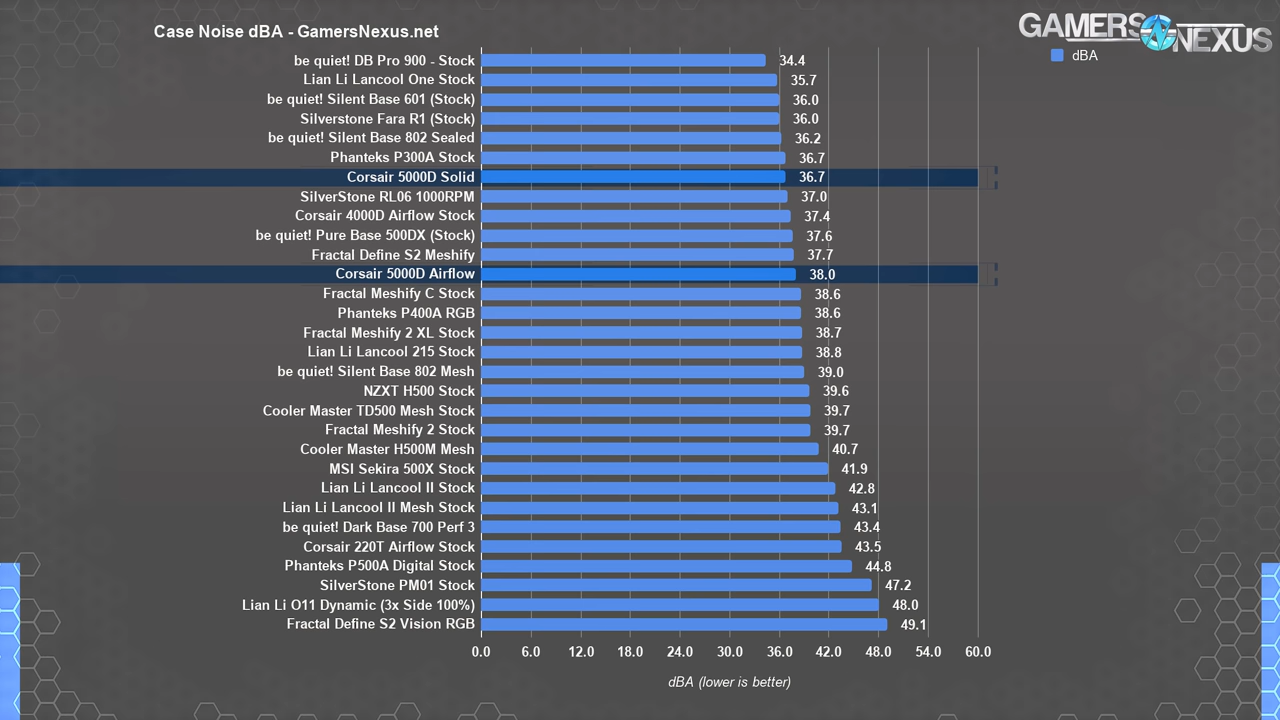 Case Noise dBA - GamersNexus.net
GAMERS NEXUS
dBA
be quiet! DB Pro 900 - Stock 34.4
Lian Li Lancool One Stock 35.7
be quiet! Silent Base 601 (Stock) 36.0
Silverstone Fara R1 (Stock) 36.0
be quiet! Silent Base 802 Sealed 36.2
Phanteks P300A Stock 36.7
Corsair 5000D Solid 36.7
SilverStone RL06 1000RPM 37.0
Corsair 4000D Airflow Stock 37.4
be quiet! Pure Base 500DX (Stock) 37.6
Fractal Define S2 Meshify 37.7
Corsair 5000D Airflow 38.0
Fractal Meshify C Stock 38.6
Phanteks P400A RGB 38.6
Fractal Meshify 2 XL Stock 38.7
Lian Li Lancool 215 Stock 38.8
be quiet! Silent Base 802 Mesh 39.0
NZXT H500 Stock 39.6
Cooler Master TD500 Mesh Stock 39.7
Fractal Meshify 2 Stock 39.7
Cooler Master H500M Mesh 40.7
MSI Sekira 500X Stock 41.9
Lian Li Lancool II Stock 42.8
Lian Li Lancool II Mesh Stock 43.1
be quiet! Dark Base 700 Perf 3 43.4
Corsair 220T Airflow Stock 43.5
Phanteks P500A Digital Stock 44.8
SilverStone PM01 Stock 47.2
Lian Li O11 Dynamic (3x Side 100%) 48.0
Fractal Define S2 Vision RGB 49.1
0.0 6.0 12.0 18.0 24.0 30.0 36.0 42.0 48.0 54.0 60.0
dBA (lower is better)